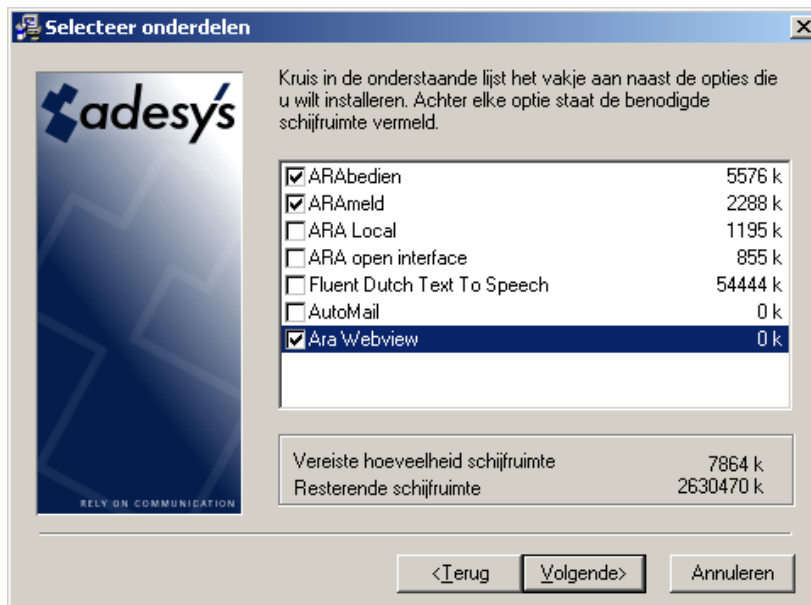 Selecteer onderdelen
adesys
RELY ON COMMUNICATION
Kruis in de onderstaande lijst het vakje aan naast de opties die
u wilt installeren. Achter elke optie staat de benodigde
schijfruimte vermeld.
ARAbedien 5576 k
ARAmeld 2288 k
ARA Local 1195 k
ARA open interface 855 k
Fluent Dutch Text To Speech 54444 k
AutoMail 0 k
Ara Webview 0 k
Vereiste hoeveelheid schijfruimte 7864 k
Resterende schijfruimte 2630470 k
<Terug Volgende> Annuleren